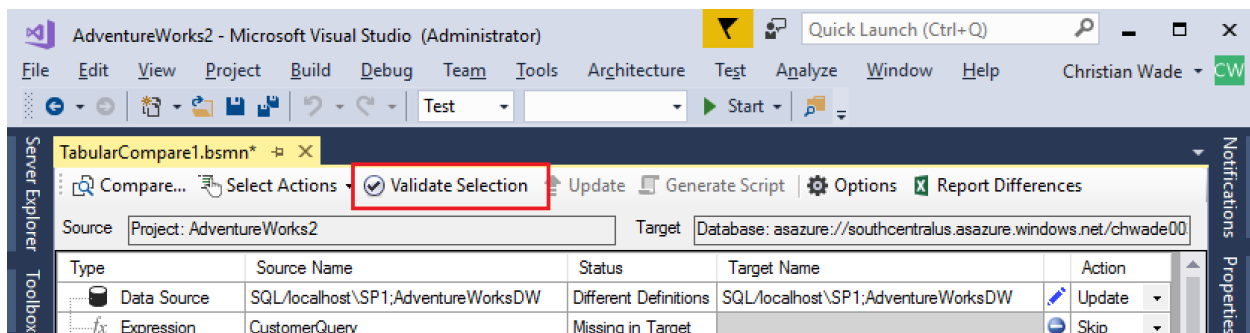 AdventureWorks2 - Microsoft Visual Studio (Administrator) Quick Launch (Ctrl+Q)
File Edit View Project Build Debug Team Tools Architecture Test Analyze Window Help Christian Wade CW
Test Start
TabularCompare1.bsmn*
Compare... Select Actions Validate Selection Update Generate Script Options Report Differences
Source Project: AdventureWorks2 Target Database: asazure://southcentralus.asazure.windows.net/chwade00
Type Source Name Status Target Name Action
Data Source SQL/localhost\SP1;AdventureWorksDW Different Definitions SQL/localhost\SP1;AdventureWorksDW Update
fx Expression CustomerQuery Missing in Target Skip
Server Explorer
Toolbox
Notifications
Properties